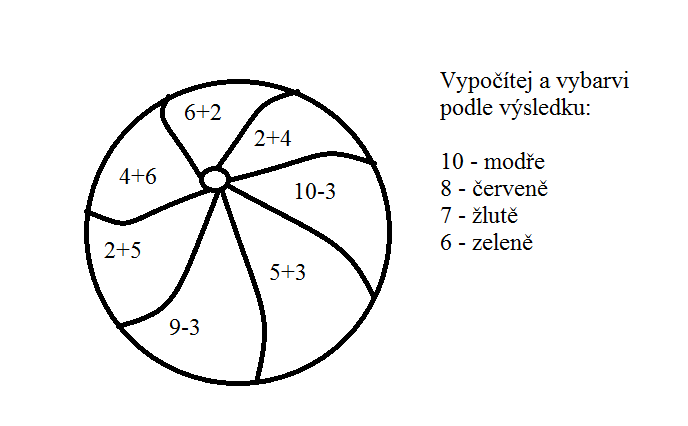 6+2
2+4
4+6
10-3
2+5
5+3
9-3
Vypočítej a vybarvi
podle výsledku:
10 - modře
8 - červeně
7 - žlutě
6 - zeleně